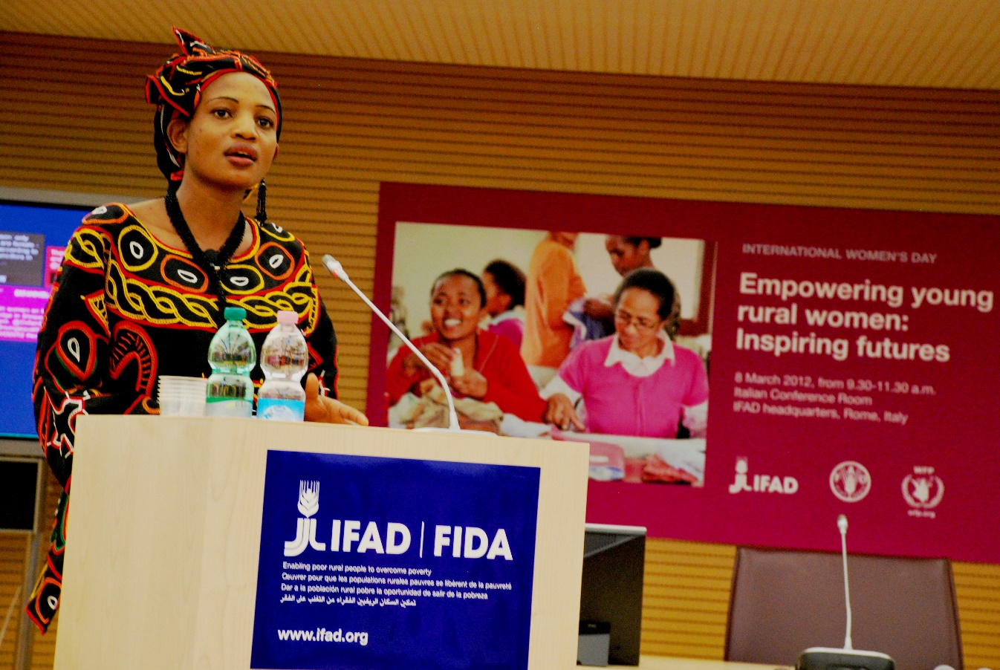 INTERNATIONAL WOMEN'S DAY
Empowering young
rural women:
Inspiring futures
8 March 2012, from 9.30-11.30 a.m.
Italian Conference Room
IFAD headquarters, Rome, Italy
IFAD
WFP
wfp.org
IFAD | FIDA
Enabling poor rural people to overcome poverty
Œuvrer pour que les populations rurales pauvres se libèrent de la pauvreté
Dar a la población rural pobre la oportunidad de salir de la pobreza
تمكين السكان الريفيين الفقراء من التغلب على الفقر
www.ifad.org